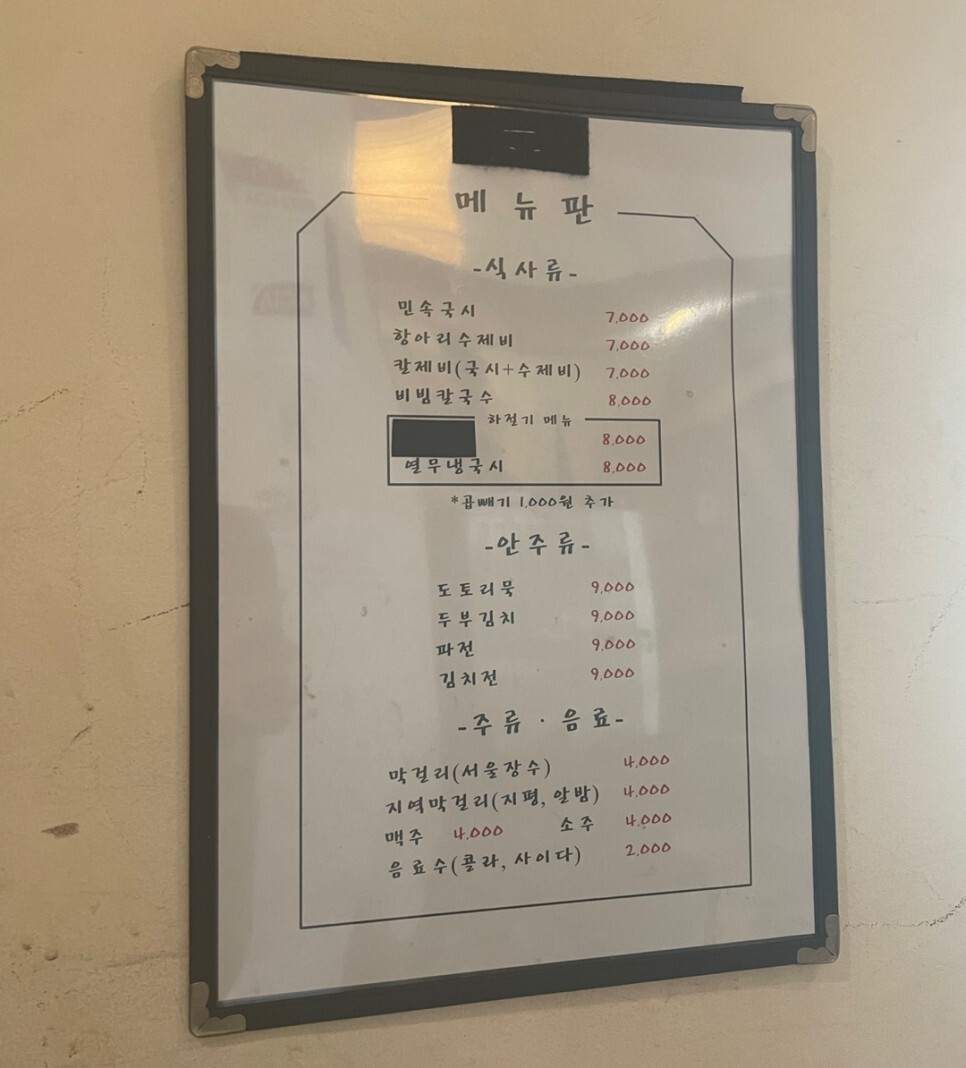 메뉴판
-식사류-
민속국시 7,000
항아리수제비 7,000
칼제비(국시+수제비) 7,000
비빔칼국수 8,000
하절기 메뉴
8,000
열무냉국시 8,000
*곱빼기 1,000원 추가
-안주류-
도토리묵 9,000
두부김치 9,000
파전 9,000
김치전 9,000
-주류 · 음료-
막걸리(서울장수) 4,000
지역막걸리(지평, 알밤) 4,000
맥주 4,000 소주 4,000
음료수(콜라, 사이다) 2,000